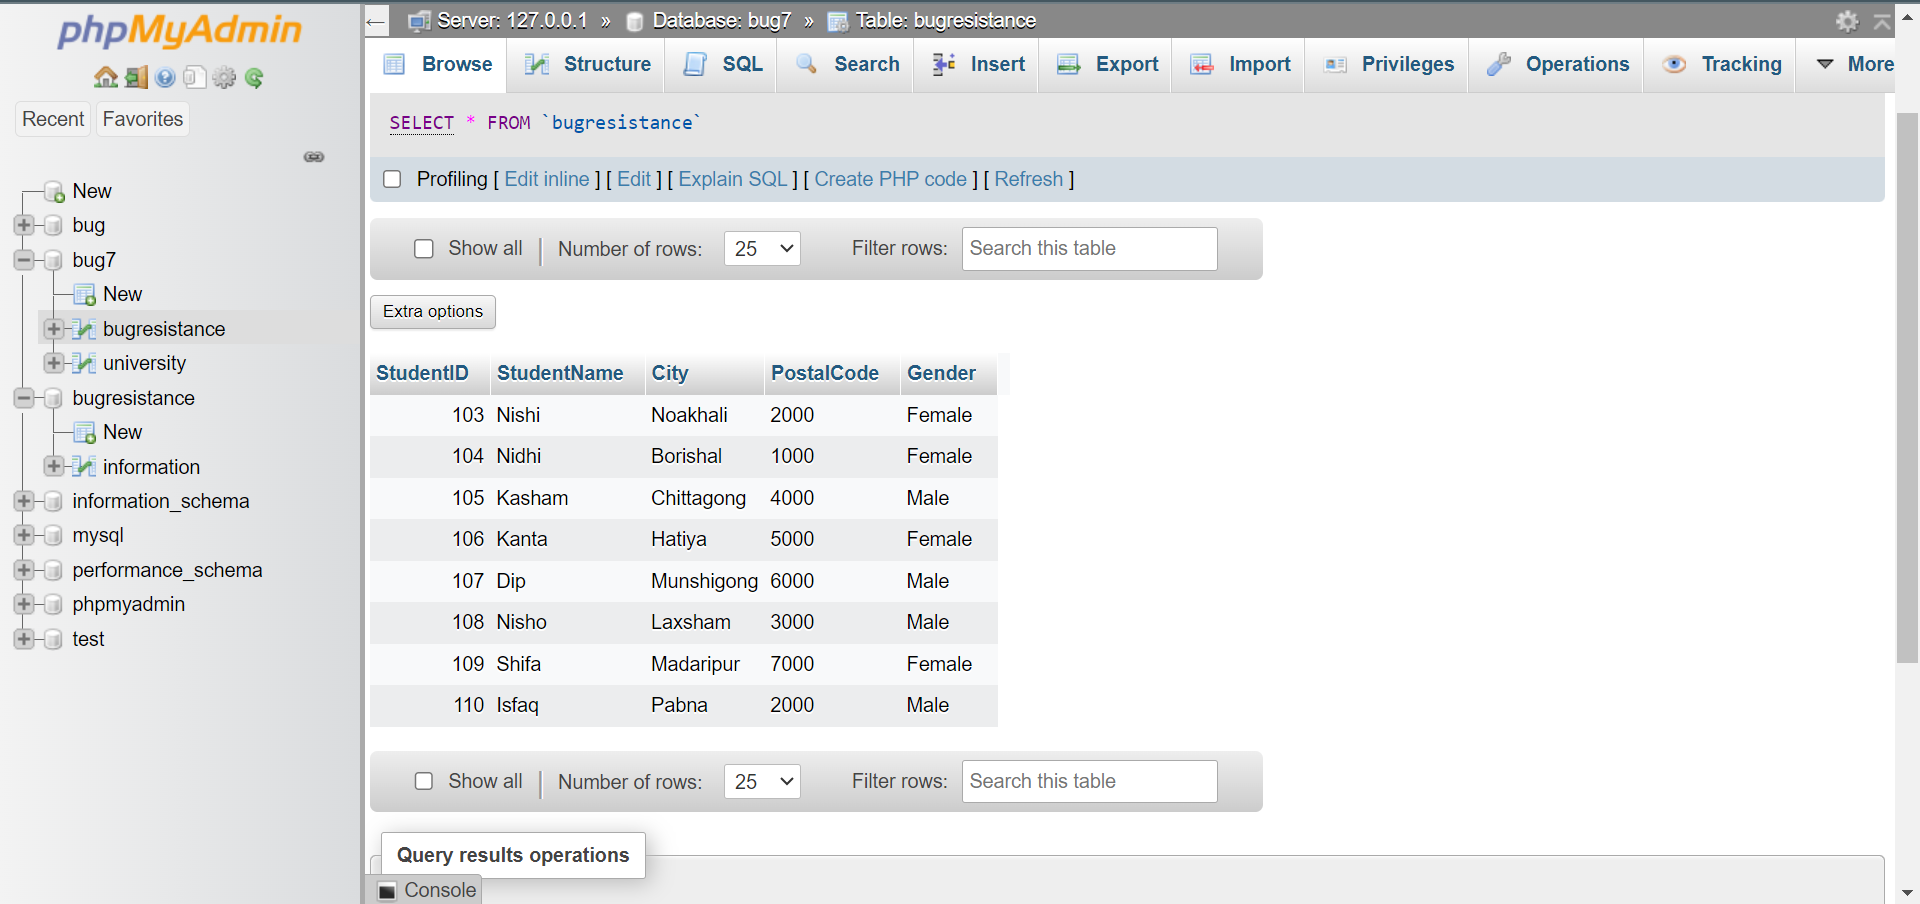 phpMyAdmin
Recent Favorites
New
bug
bug7
New
bugresistance
university
bugresistance
New
information
information_schema
mysql
performance_schema
phpmyadmin
test
← Server: 127.0.0.1 » Database: bug7 » Table: bugresistance
Browse Structure SQL Search Insert Export Import Privileges Operations Tracking More
SELECT * FROM `bugresistance`
Profiling [ Edit inline ] [ Edit ] [ Explain SQL ] [ Create PHP code ] [ Refresh ]
Show all | Number of rows: 25 Filter rows: Search this table
Extra options
StudentID StudentName City PostalCode Gender
103 Nishi Noakhali 2000 Female
104 Nidhi Borishal 1000 Female
105 Kasham Chittagong 4000 Male
106 Kanta Hatiya 5000 Female
107 Dip Munshigong 6000 Male
108 Nisho Laxsham 3000 Male
109 Shifa Madaripur 7000 Female
110 Isfaq Pabna 2000 Male
Show all | Number of rows: 25 Filter rows: Search this table
Query results operations
Console